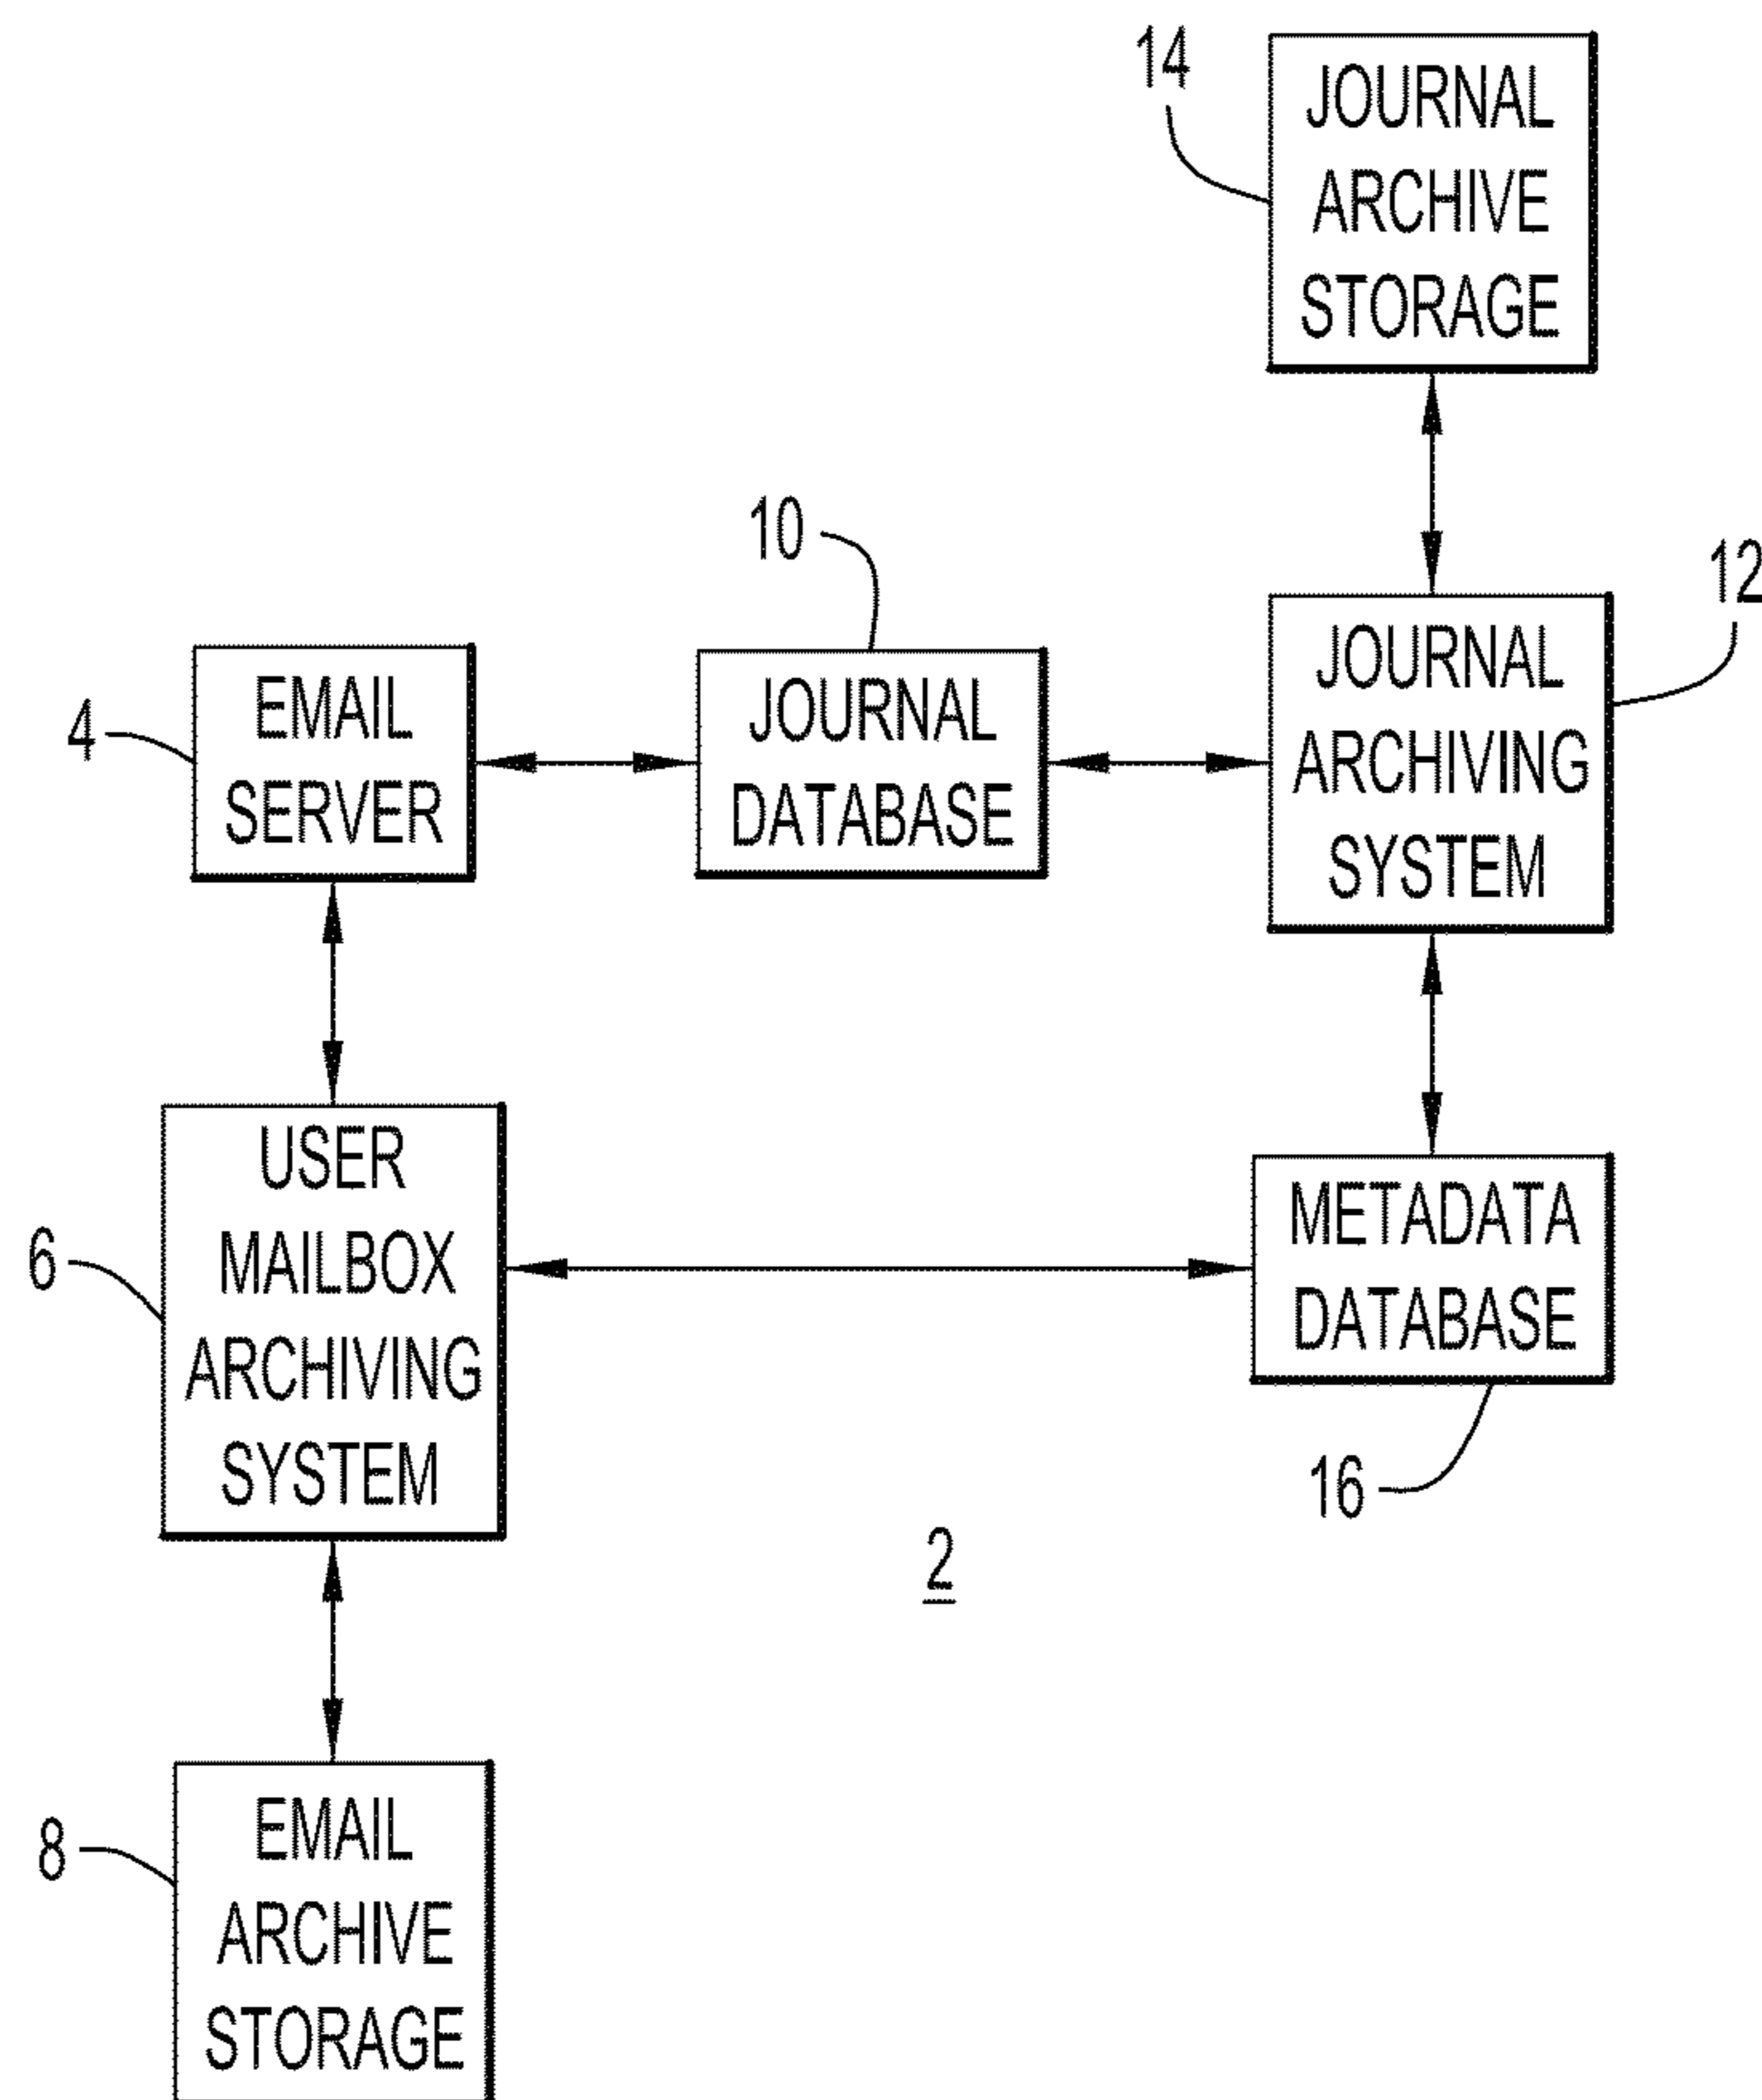 14
JOURNAL
ARCHIVE
STORAGE
10
12
4
EMAIL
SERVER
JOURNAL
DATABASE
JOURNAL
ARCHIVING
SYSTEM
6
USER
MAILBOX
ARCHIVING
SYSTEM
METADATA
DATABASE
16
2
8
EMAIL
ARCHIVE
STORAGE